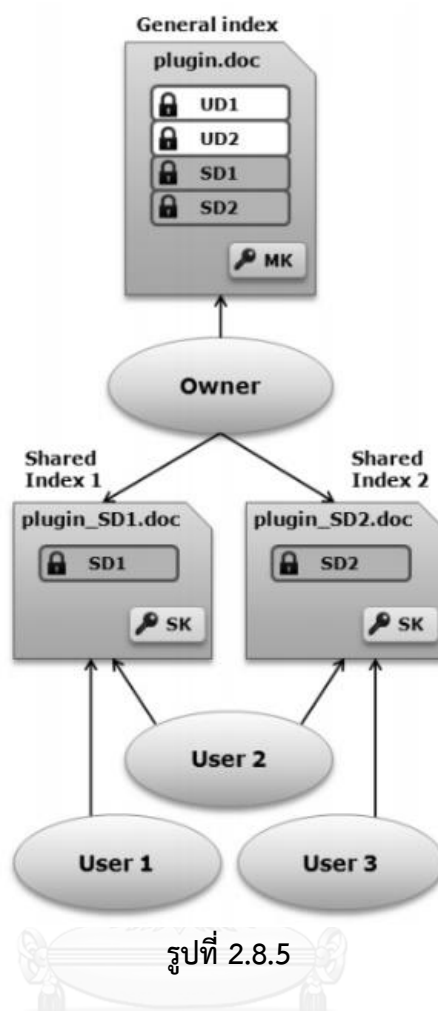 General index
plugin.doc
UD1
UD2
SD1
SD2
MK
Owner
Shared
Index 1
Shared
Index 2
plugin_SD1.doc
plugin_SD2.doc
SD1
SD2
SK
SK
User 2
User 1
User 3
รูปที่ 2.8.5